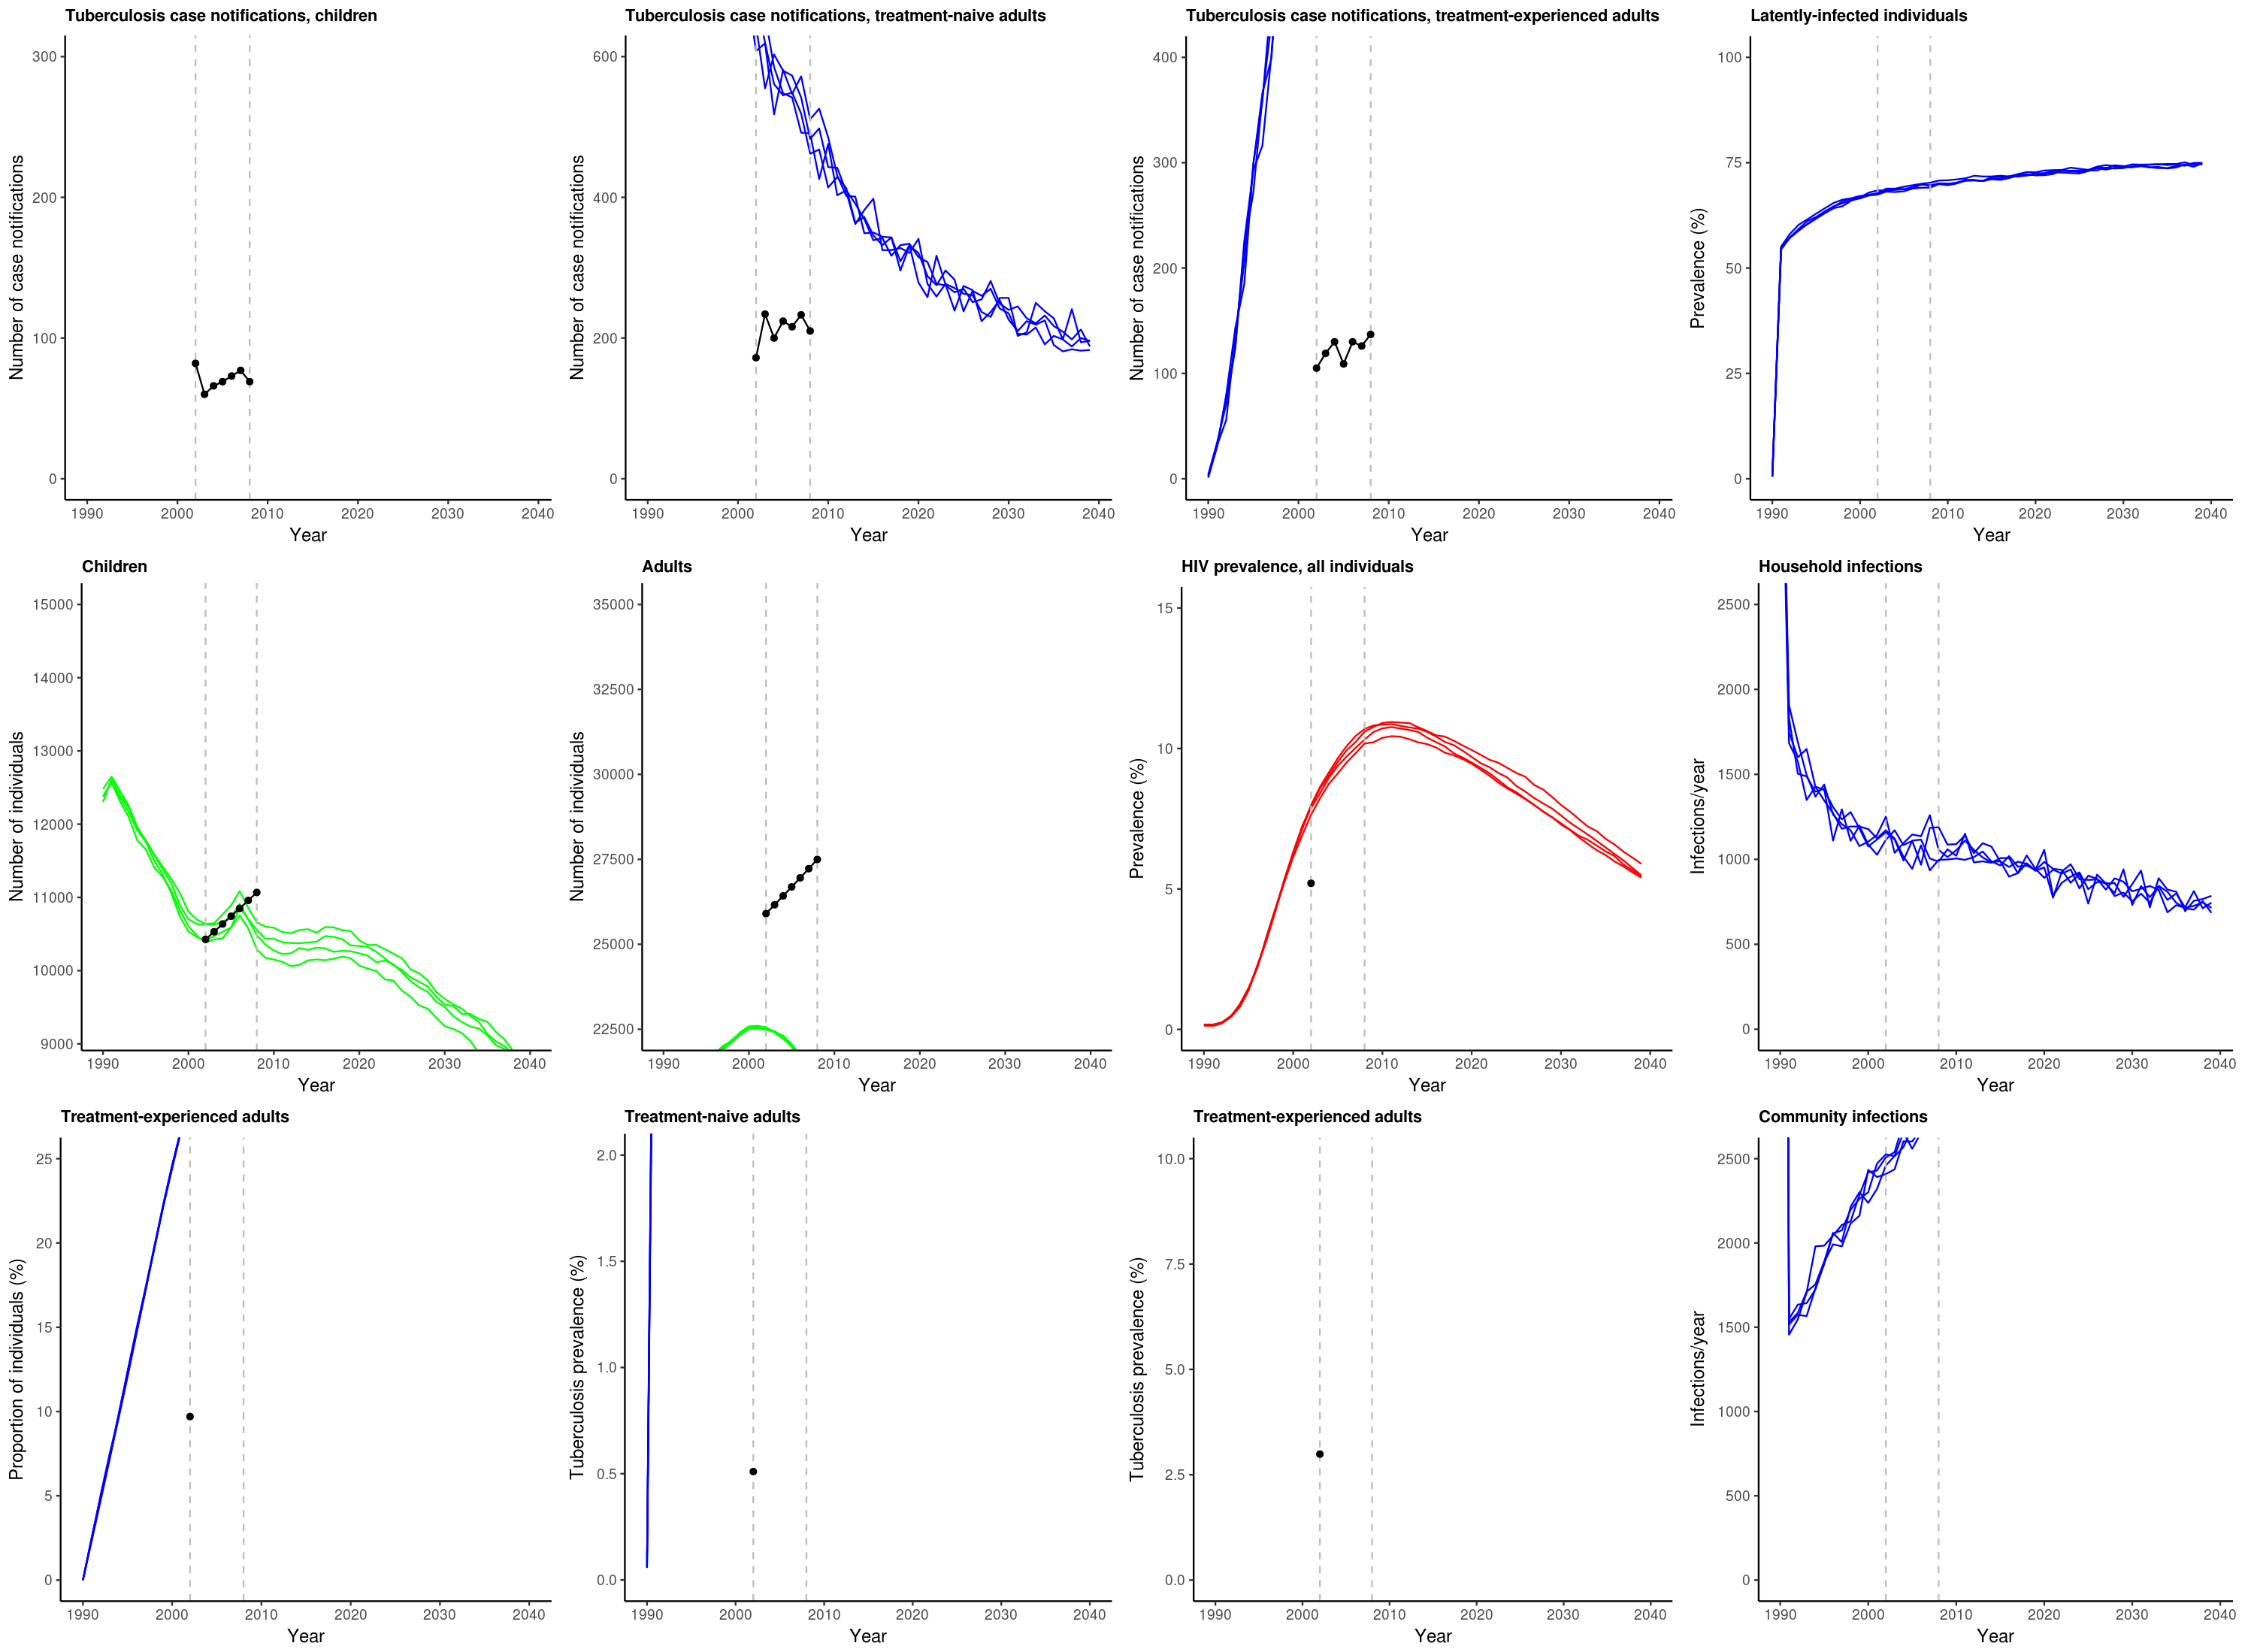 Tuberculosis case notifications, children
Number of case notifications
300
200
100
0
1990 2000 2010 2020 2030 2040
Year
Tuberculosis case notifications, treatment-naive adults
Number of case notifications
600
400
200
0
1990 2000 2010 2020 2030 2040
Year
Tuberculosis case notifications, treatment-experienced adults
Number of case notifications
400
300
200
100
0
1990 2000 2010 2020 2030 2040
Year
Latently-infected individuals
Prevalence (%)
100
75
50
25
0
1990 2000 2010 2020 2030 2040
Year
Children
Number of individuals
15000
14000
13000
12000
11000
10000
9000
1990 2000 2010 2020 2030 2040
Year
Adults
Number of individuals
35000
32500
30000
27500
25000
22500
1990 2000 2010 2020 2030 2040
Year
HIV prevalence, all individuals
Prevalence (%)
15
10
5
0
1990 2000 2010 2020 2030 2040
Year
Household infections
Infections/year
2500
2000
1500
1000
500
0
1990 2000 2010 2020 2030 2040
Year
Treatment-experienced adults
Proportion of individuals (%)
25
20
15
10
5
0
1990 2000 2010 2020 2030 2040
Year
Treatment-naive adults
Tuberculosis prevalence (%)
2.0
1.5
1.0
0.5
0.0
1990 2000 2010 2020 2030 2040
Year
Treatment-experienced adults
Tuberculosis prevalence (%)
10.0
7.5
5.0
2.5
0.0
1990 2000 2010 2020 2030 2040
Year
Community infections
Infections/year
2500
2000
1500
1000
500
0
1990 2000 2010 2020 2030 2040
Year